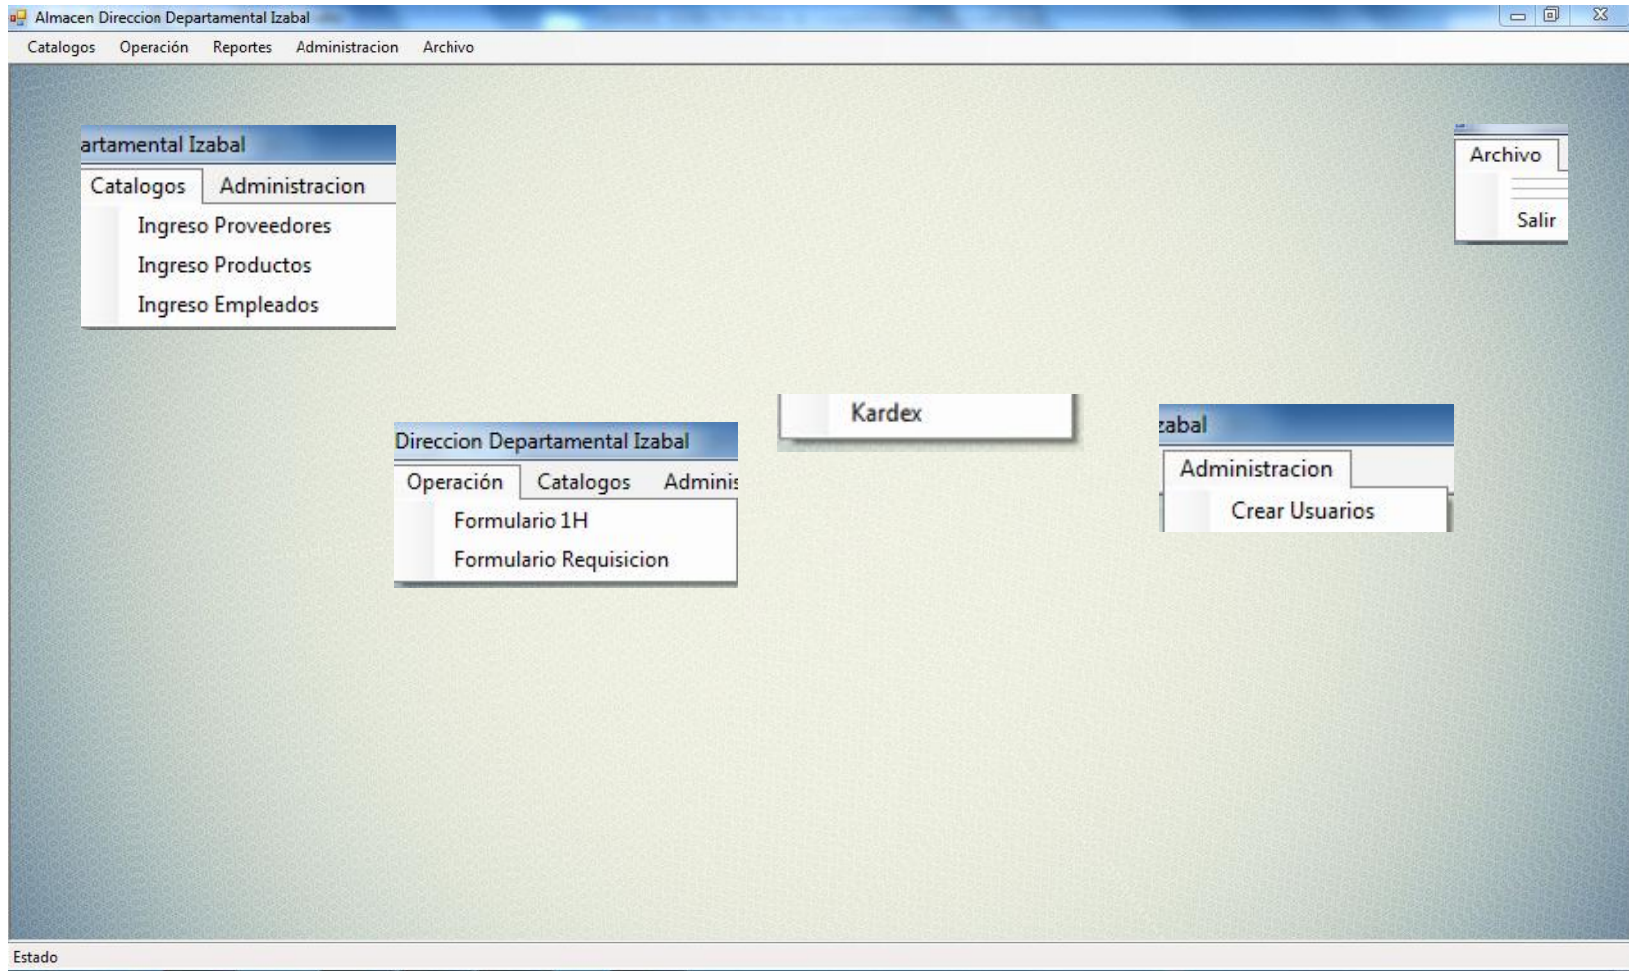 Almacen Direccion Departamental Izabal
Catalogos Operación Reportes Administracion Archivo
artamental Izabal
Catalogos Administracion
Ingreso Proveedores
Ingreso Productos
Ingreso Empleados
Archivo
Salir
Direccion Departamental Izabal
Operación Catalogos Adminis
Formulario 1H
Formulario Requisicion
Kardex
zabal
Administracion
Crear Usuarios
Estado